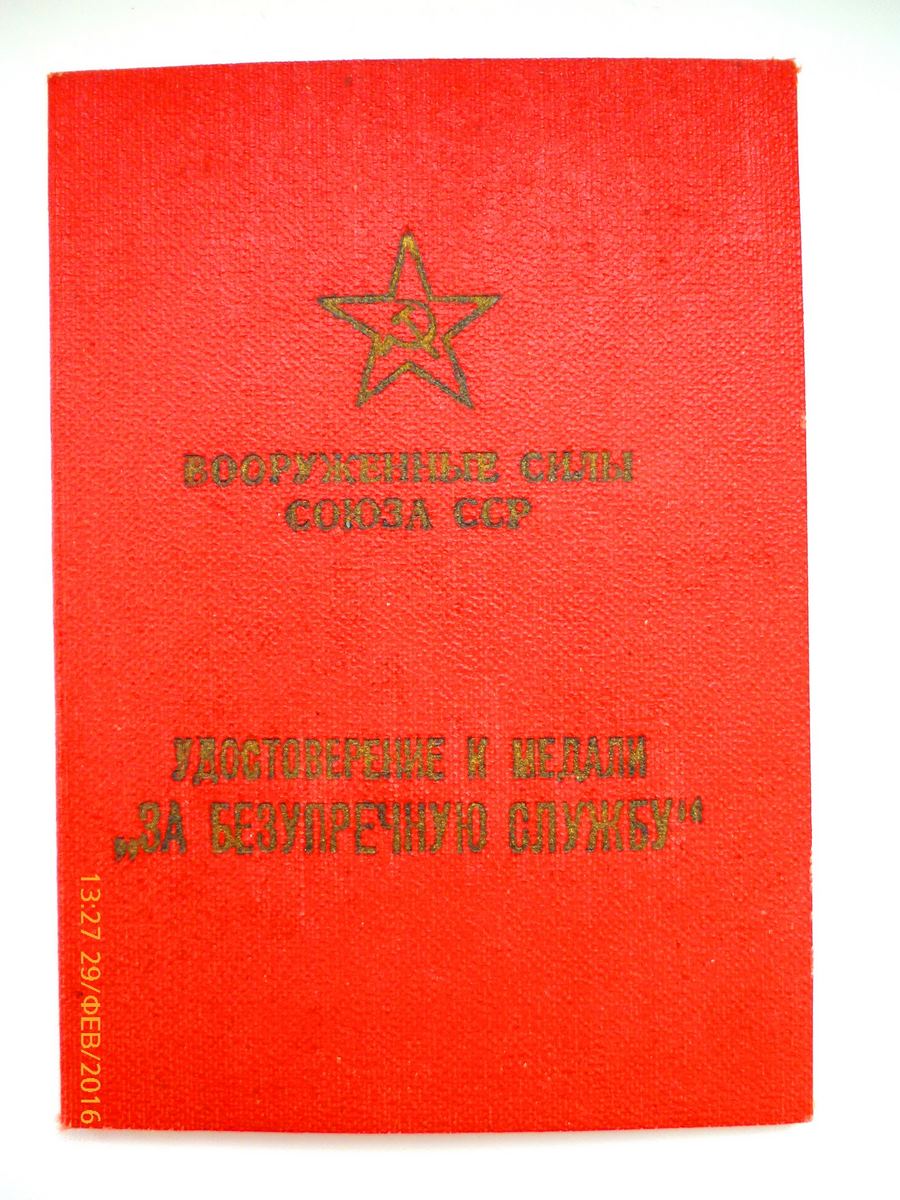 ВООРУЖЕННЫЕ СИЛЫ
СОЮЗА ССР
УДОСТОВЕРЕНИЕ И МЕДАЛИ
„ЗА БЕЗУПРЕЧНУЮ СЛУЖБУ“
13:27 29/ФЕВ/2016